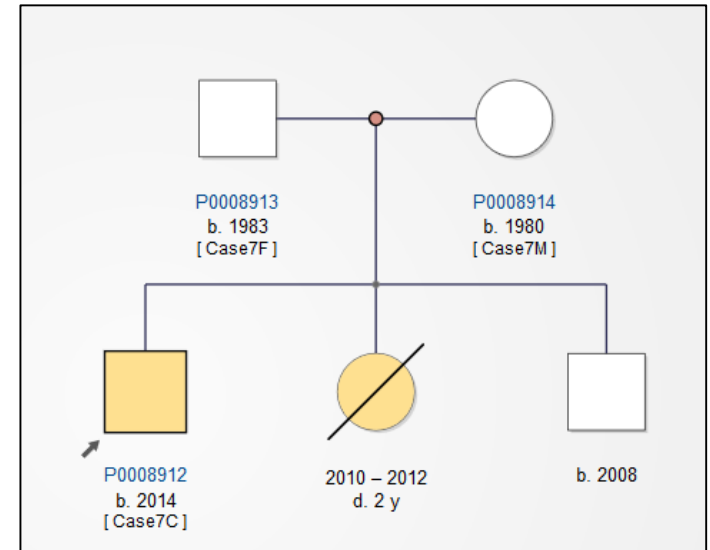 P0008913
b. 1983
[ Case7F ]
P0008914
b. 1980
[ Case7M ]
P0008912
b. 2014
[ Case7C ]
2010 – 2012
d. 2 y
b. 2008